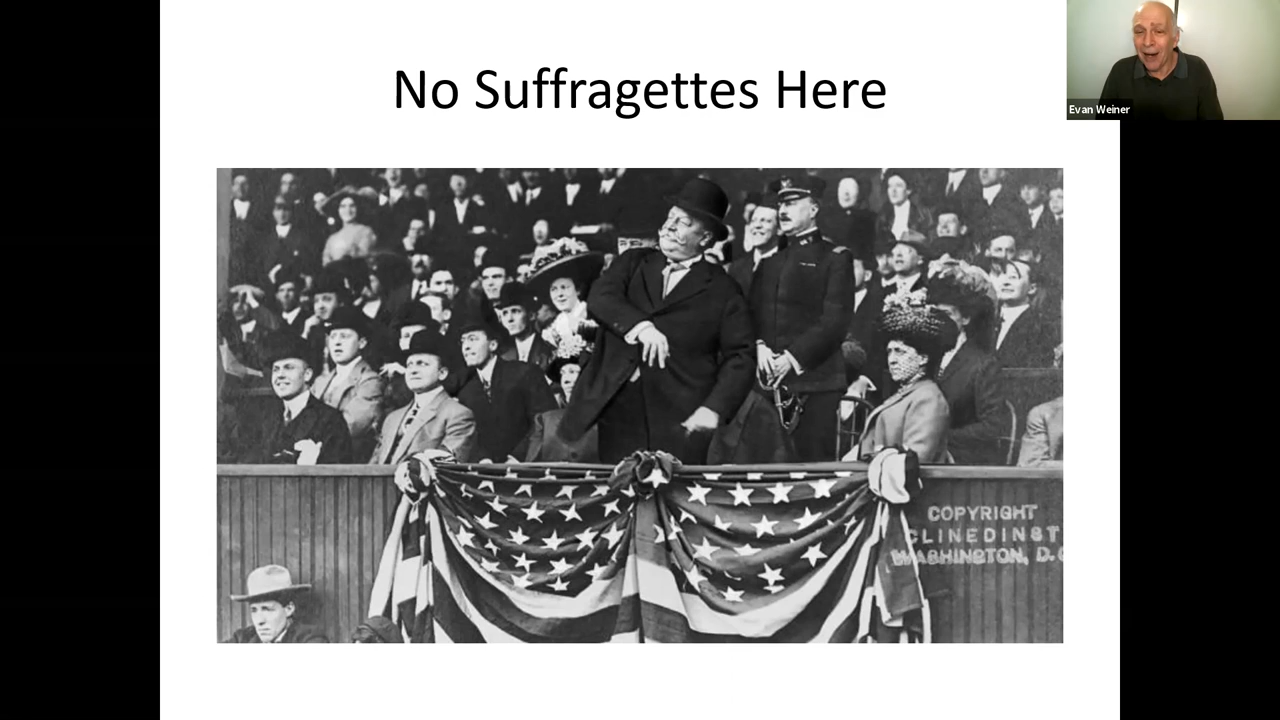 No Suffragettes Here
Evan Weiner
COPYRIGHT
CLINEDINST
WASHINGTON, D.C